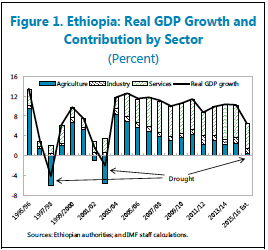 Figure 1. Ethiopia: Real GDP Growth and
Contribution by Sector
(Percent)
Agriculture Industry Services Real GDP growth
16
12
8
4
0
-4
-8
Drought
1995/96
1997/98
1999/2000
2001/02
2003/04
2005/06
2007/08
2009/10
2011/12
2013/14
2015/16 Est.
Sources: Ethiopian authorities; and IMF staff calculations.